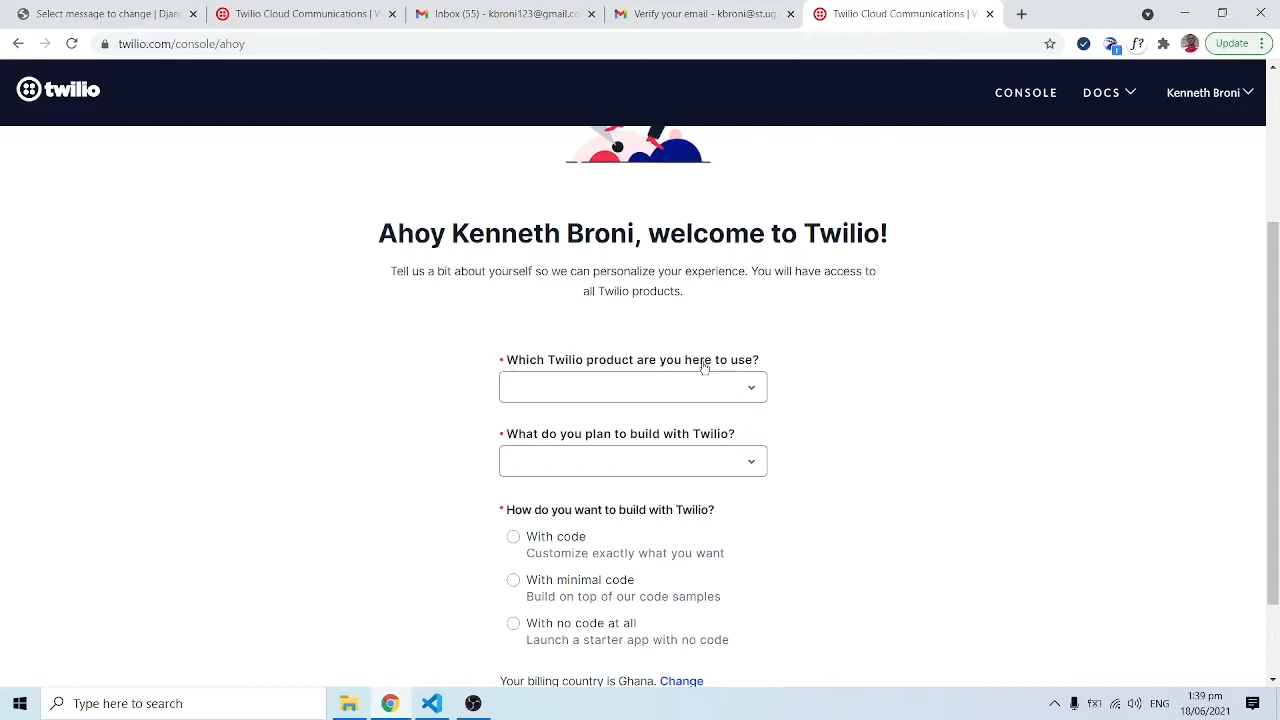 Select message to change | Djan
Twilio Cloud Communications | W
Inbox (55) - kbroni123@gmail.co
Verify your email - kbroni@st.ug
Twilio Cloud Communications | W
twilio.com/console/ahoy
Update
twilio
CONSOLE
DOCS
Kenneth Broni
Ahoy Kenneth Broni, welcome to Twilio!
Tell us a bit about yourself so we can personalize your experience. You will have access to
all Twilio products.
• Which Twilio product are you here to use?
• What do you plan to build with Twilio?
• How do you want to build with Twilio?
With code
Customize exactly what you want
With minimal code
Build on top of our code samples
With no code at all
Launch a starter app with no code
Your billing country is Ghana. Change
Type here to search
ENG
1:39 pm
18/06/2021